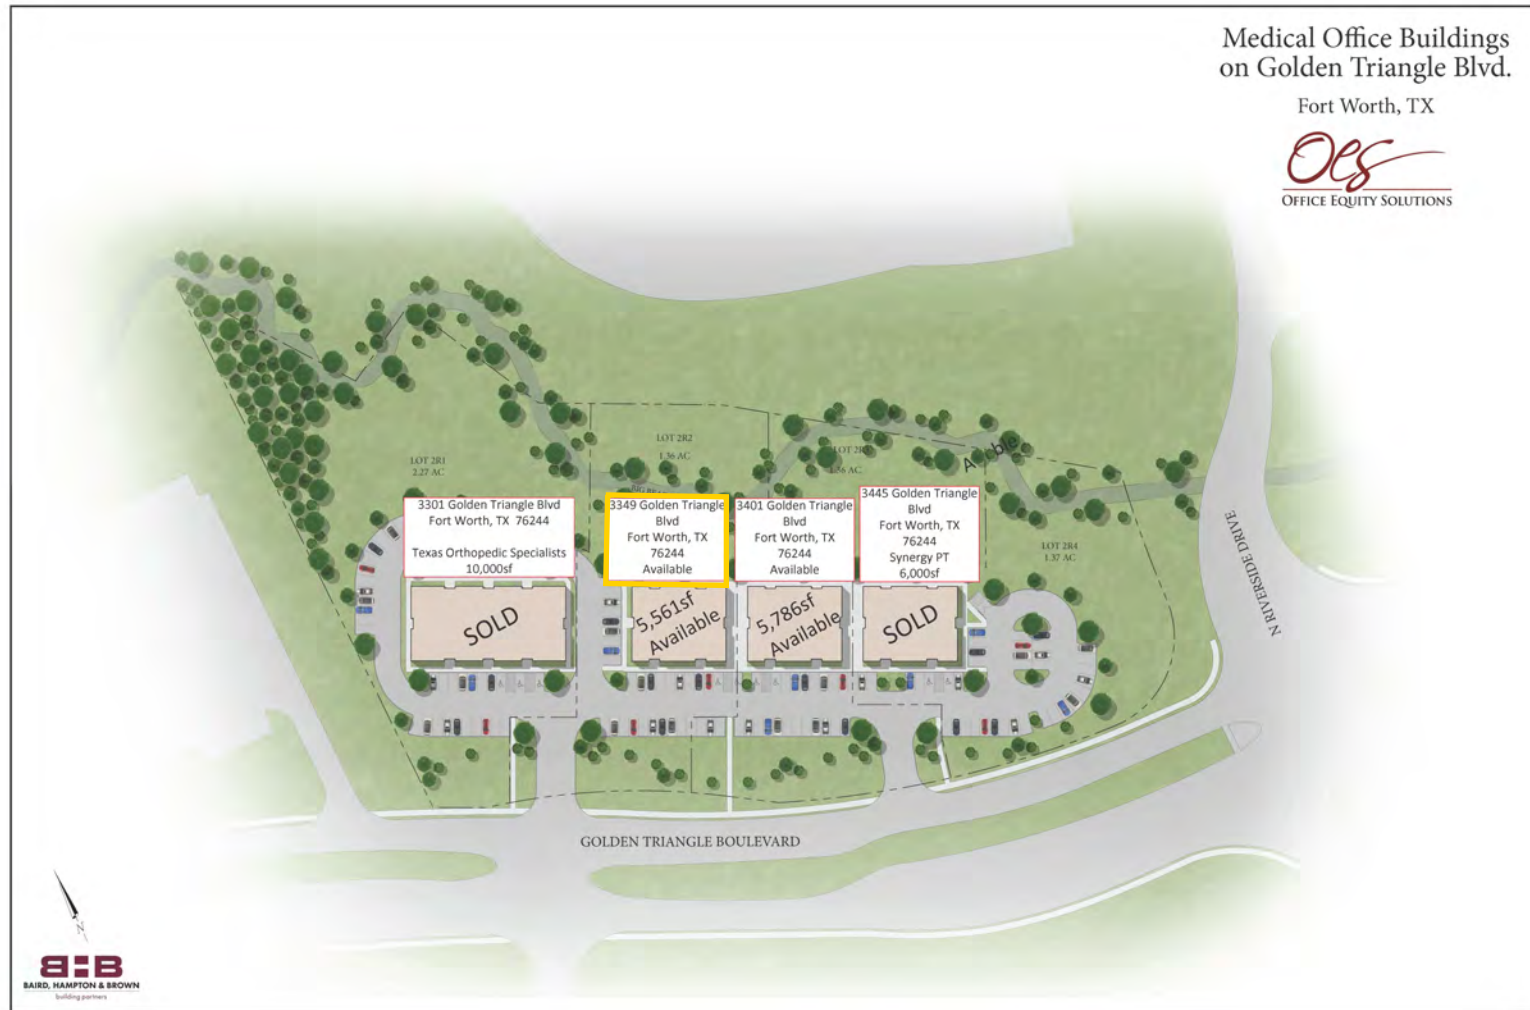 Medical Office Buildings
on Golden Triangle Blvd.
Fort Worth, TX
Oes
OFFICE EQUITY SOLUTIONS
LOT 2R1
2.27 AC
LOT 2R2
1.36 AC
LOT 2R4
1.37 AC
3301 Golden Triangle Blvd
Fort Worth, TX 76244
Texas Orthopedic Specialists
10,000sf
3349 Golden Triangle
Blvd
Fort Worth, TX
76244
Available
3401 Golden Triangle
Blvd
Fort Worth, TX
76244
Available
3445 Golden Triangle
Blvd
Fort Worth, TX
76244
Synergy PT
6,000sf
SOLD
5,561sf
Available
5,786sf
Available
SOLD
N RIVERSIDE DRIVE
GOLDEN TRIANGLE BOULEVARD
N
BHB
BAIRD, HAMPTON & BROWN
building partners